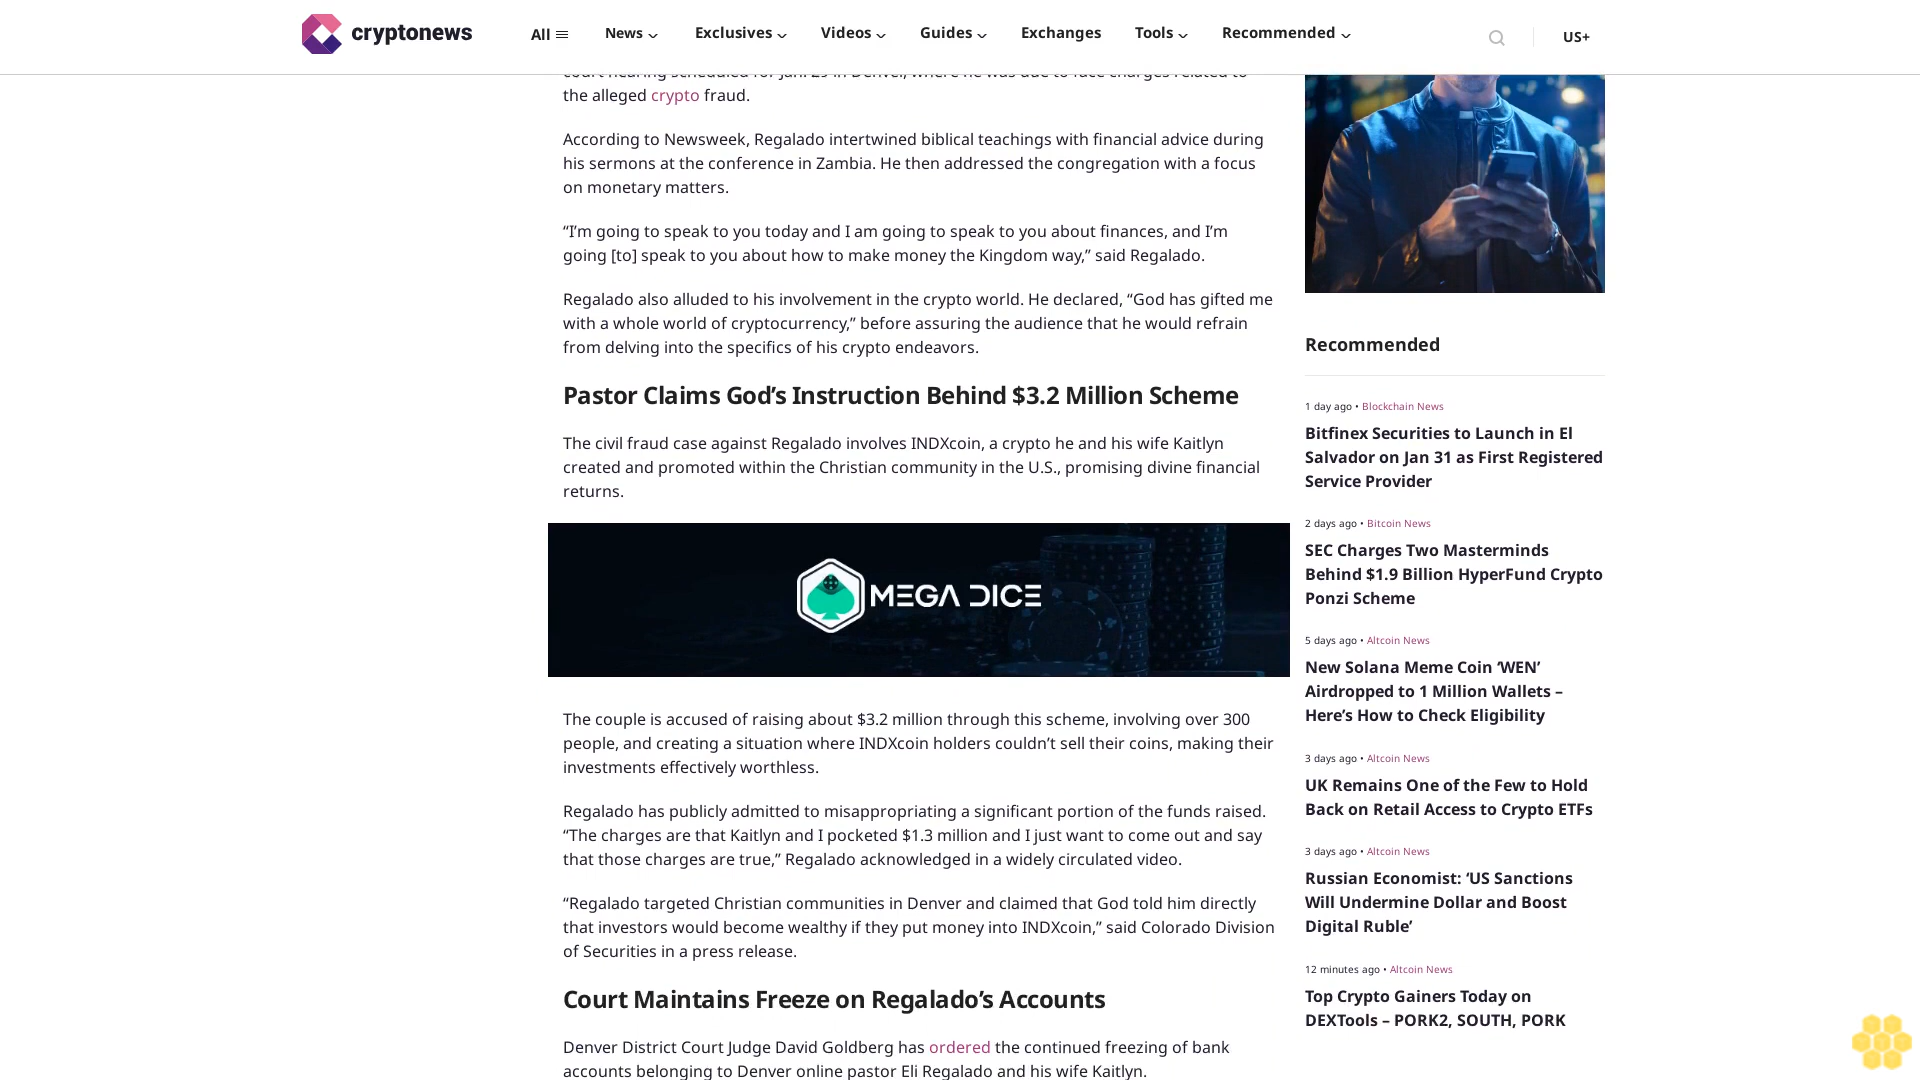 cryptonews
All
News
Exclusives
Videos
Guides
Exchanges
Tools
Recommended
US+
court hearing scheduled for Jan. 29 in Denver, where he was due to face charges related to
the alleged crypto fraud.
According to Newsweek, Regalado intertwined biblical teachings with financial advice during
his sermons at the conference in Zambia. He then addressed the congregation with a focus
on monetary matters.
“I’m going to speak to you today and I am going to speak to you about finances, and I’m
going [to] speak to you about how to make money the Kingdom way,” said Regalado.
Regalado also alluded to his involvement in the crypto world. He declared, “God has gifted me
with a whole world of cryptocurrency,” before assuring the audience that he would refrain
from delving into the specifics of his crypto endeavors.
Pastor Claims God’s Instruction Behind $3.2 Million Scheme
The civil fraud case against Regalado involves INDXcoin, a crypto he and his wife Kaitlyn
created and promoted within the Christian community in the U.S., promising divine financial
returns.
MEGA DICE
The couple is accused of raising about $3.2 million through this scheme, involving over 300
people, and creating a situation where INDXcoin holders couldn’t sell their coins, making their
investments effectively worthless.
Regalado has publicly admitted to misappropriating a significant portion of the funds raised.
“The charges are that Kaitlyn and I pocketed $1.3 million and I just want to come out and say
that those charges are true,” Regalado acknowledged in a widely circulated video.
“Regalado targeted Christian communities in Denver and claimed that God told him directly
that investors would become wealthy if they put money into INDXcoin,” said Colorado Division
of Securities in a press release.
Court Maintains Freeze on Regalado’s Accounts
Denver District Court Judge David Goldberg has ordered the continued freezing of bank
accounts belonging to Denver online pastor Eli Regalado and his wife Kaitlyn.
Recommended
1 day ago • Blockchain News
Bitfinex Securities to Launch in El
Salvador on Jan 31 as First Registered
Service Provider
2 days ago • Bitcoin News
SEC Charges Two Masterminds
Behind $1.9 Billion HyperFund Crypto
Ponzi Scheme
5 days ago • Altcoin News
New Solana Meme Coin ‘WEN’
Airdropped to 1 Million Wallets –
Here’s How to Check Eligibility
3 days ago • Altcoin News
UK Remains One of the Few to Hold
Back on Retail Access to Crypto ETFs
3 days ago • Altcoin News
Russian Economist: ‘US Sanctions
Will Undermine Dollar and Boost
Digital Ruble’
12 minutes ago • Altcoin News
Top Crypto Gainers Today on
DEXTools – PORK2, SOUTH, PORK